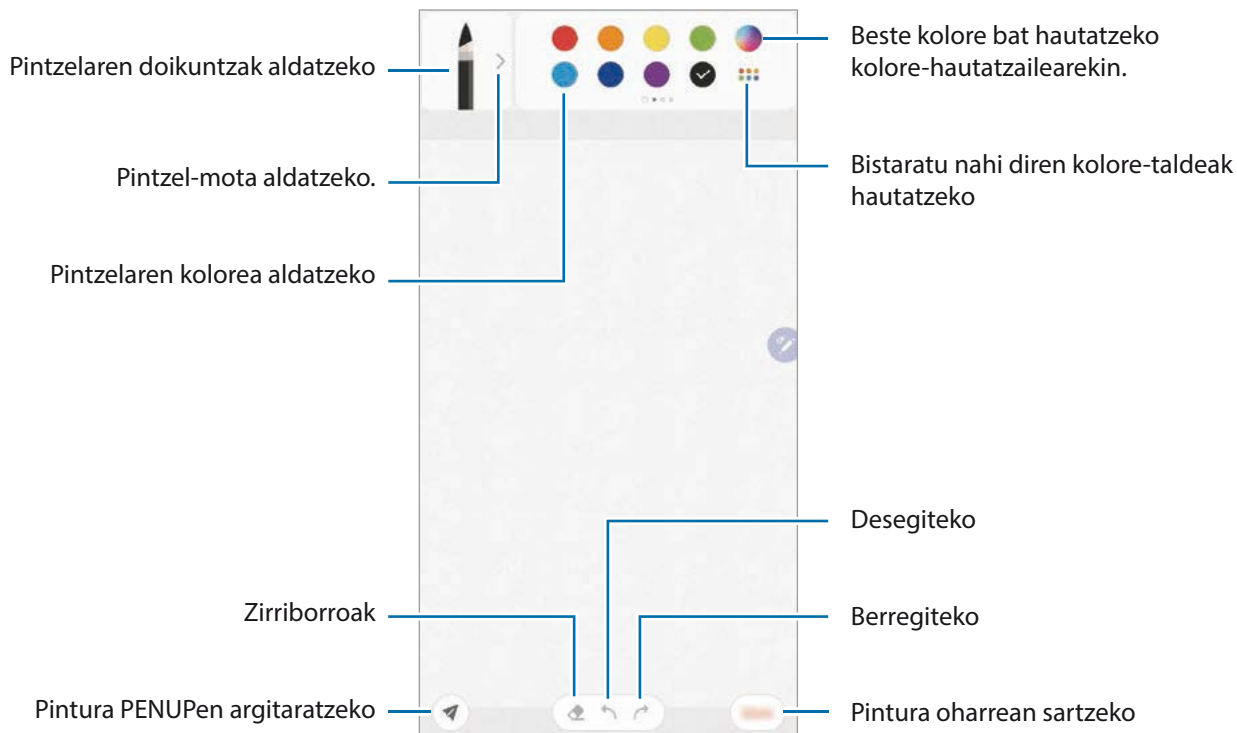 Pintzelaren doikuntzak aldatzeko
Pintzel-mota aldatzeko.
Pintzelaren kolorea aldatzeko
Zirriborroak
Pintura PENUPen argitaratzeko
Beste kolore bat hautatzeko
kolore-hautatzailearekin.
Bistaratu nahi diren kolore-taldeak
hautatzeko
Desegiteko
Berregiteko
Pintura oharrean sartzeko